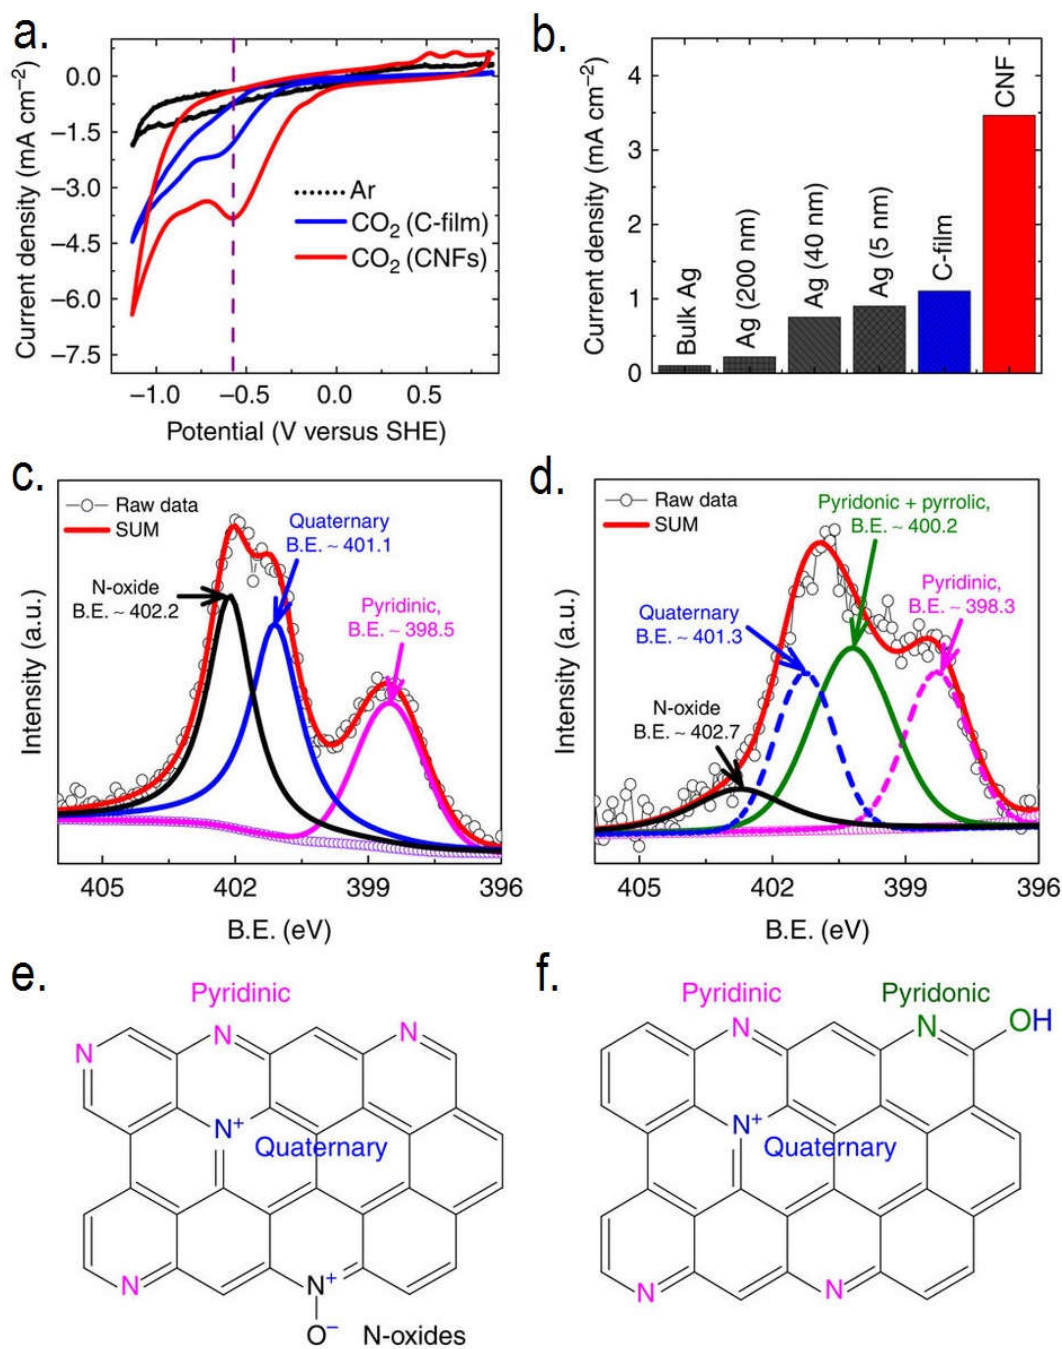 a.
Current density (mA cm⁻²)
0.0
−1.5
−3.0
−4.5
−6.0
−7.5
Ar
CO₂ (C-film)
CO₂ (CNFs)
−1.0
−0.5
0.0
0.5
Potential (V versus SHE)
b.
Current density (mA cm⁻²)
4
3
2
1
0
Bulk Ag
Ag (200 nm)
Ag (40 nm)
Ag (5 nm)
C-film
CNF
c.
Intensity (a.u.)
Raw data
SUM
Quaternary
B.E. ~ 401.1
N-oxide
B.E. ~ 402.2
Pyridinic,
B.E. ~ 398.5
405
402
399
396
B.E. (eV)
d.
Intensity (a.u.)
Raw data
SUM
Pyridonic + pyrrolic,
B.E. ~ 400.2
Quaternary
B.E. ~ 401.3
Pyridinic,
B.E. ~ 398.3
N-oxide
B.E. ~ 402.7
405
402
399
396
B.E. (eV)
e.
Pyridinic
N
N
N
N⁺
Quaternary
N
N⁺
O⁻
N-oxides
f.
Pyridinic
Pyridonic
N
N
OH
N⁺
Quaternary
N
N